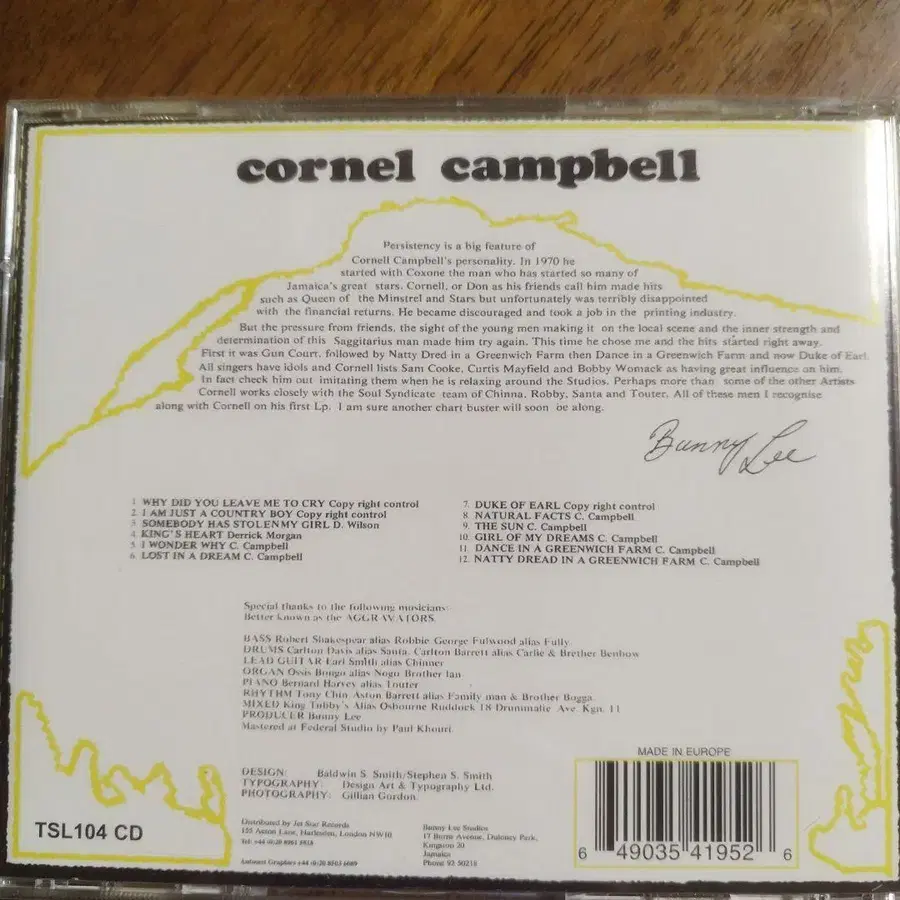 cornel campbell
Persistency is a big feature of
Cornell Campbell's personality. In 1970 he
started with Coxone the man who has started so many of
Jamaica's great stars. Cornell, or Don as his friends call him made hits
such as Queen of the Minstrel and Stars but unfortunately was terribly disappointed
with the financial returns. He became discouraged and took a job in the printing industry.
But the pressure from friends, the sight of the young men making it on the local scene and the inner strength and
determination of this Saggitarius man made him try again. This time he chose me and the hits started right away.
First it was Gun Court, followed by Natty Dred in a Greenwich Farm then Dance in a Greenwich Farm and now Duke of Earl.
All singers have idols and Cornell lists Sam Cooke, Curtis Mayfield and Bobby Womack as having great influence on him.
In fact check him out imitating them when he is relaxing around the Studios. Perhaps more than some of the other Artists
Cornell works closely with the Soul Syndicate team of Chinna, Robby, Santa and Touter. All of these men I recognise
along with Cornell on his first Lp. I am sure another chart buster will soon be along.
Bunny Lee
1. WHY DID YOU LEAVE ME TO CRY Copy right control
2. I AM JUST A COUNTRY BOY Copy right control
3. SOMEBODY HAS STOLEN MY GIRL D. Wilson
4. KING'S HEART Derrick Morgan
5. I WONDER WHY C. Campbell
6. LOST IN A DREAM C. Campbell
7. DUKE OF EARL Copy right control
8. NATURAL FACTS C. Campbell
9. THE SUN C. Campbell
10. GIRL OF MY DREAMS C. Campbell
11. DANCE IN A GREENWICH FARM C. Campbell
12. NATTY DREAD IN A GREENWICH FARM C. Campbell
Special thanks to the following musicians:
Better known as the AGGRAVATORS.
BASS Robert Shakespear alias Robbie George Fulwood alias Fully.
DRUMS Carlton Davis alias Santa, Carlton Barrett alias Carlie & Brether Benbow
LEAD GUITAR Earl Smith alias Chinner
ORGAN Ossis Bongo alias Nogo Brother Ian
PIANO Bernard Harvey alias Touter
RHYTHM Tony Chin Aston Barrett alias Family man & Brother Bogga.
MIXED King Tubby's Alias Osbourne Ruddock 18 Drummalie Ave. Kgn. 11
PRODUCER Bunny Lee
Mastered at Federal Studio by Paul Khouri
DESIGN: Baldwin S. Smith/Stephen S. Smith
TYPOGRAPHY: Design Art & Typography Ltd.
PHOTOGRAPHY: Gillian Gordon.
Distributed by Jet Star Records
155 Acton Lane, Harlesden, London NW10
Tel: +44 (0)20 8961 5818
Bunny Lee Studios
17 Burns Avenue, Duhaney Park,
Kingston 20
Jamaica
Phone 93 50218
TSL104 CD
MADE IN EUROPE
6 49035 41952 6